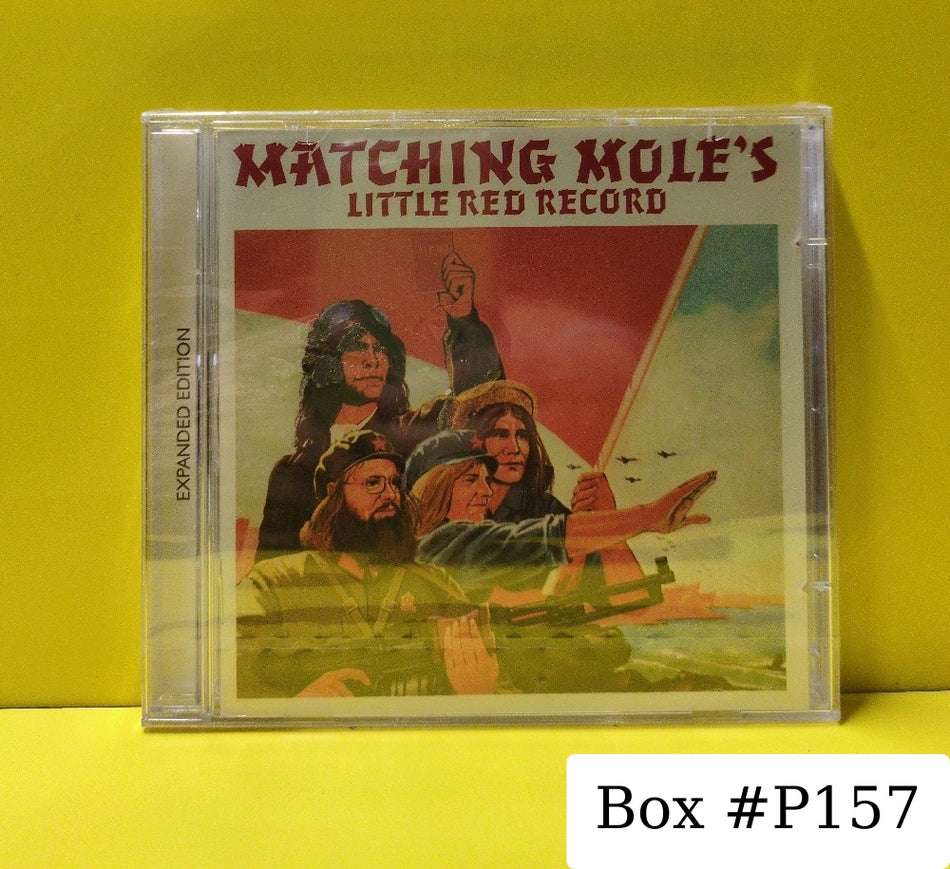 MATCHING MOLE'S
LITTLE RED RECORD
EXPANDED EDITION
Box #P157